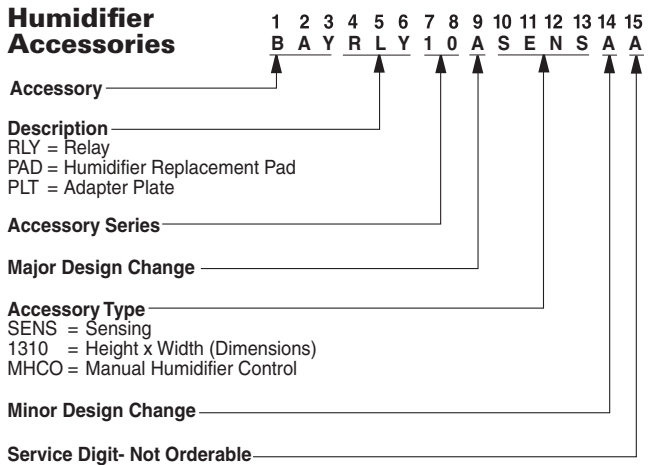 Humidifier 1 2 3 4 5 6 7 8 9 10 11 12 13 14 15
Accessories B A Y R L Y 1 0 A S E N S A A
Accessory
Description
RLY = Relay
PAD = Humidifier Replacement Pad
PLT = Adapter Plate
Accessory Series
Major Design Change
Accessory Type
SENS = Sensing
1310 = Height x Width (Dimensions)
MHCO = Manual Humidifier Control
Minor Design Change
Service Digit- Not Orderable